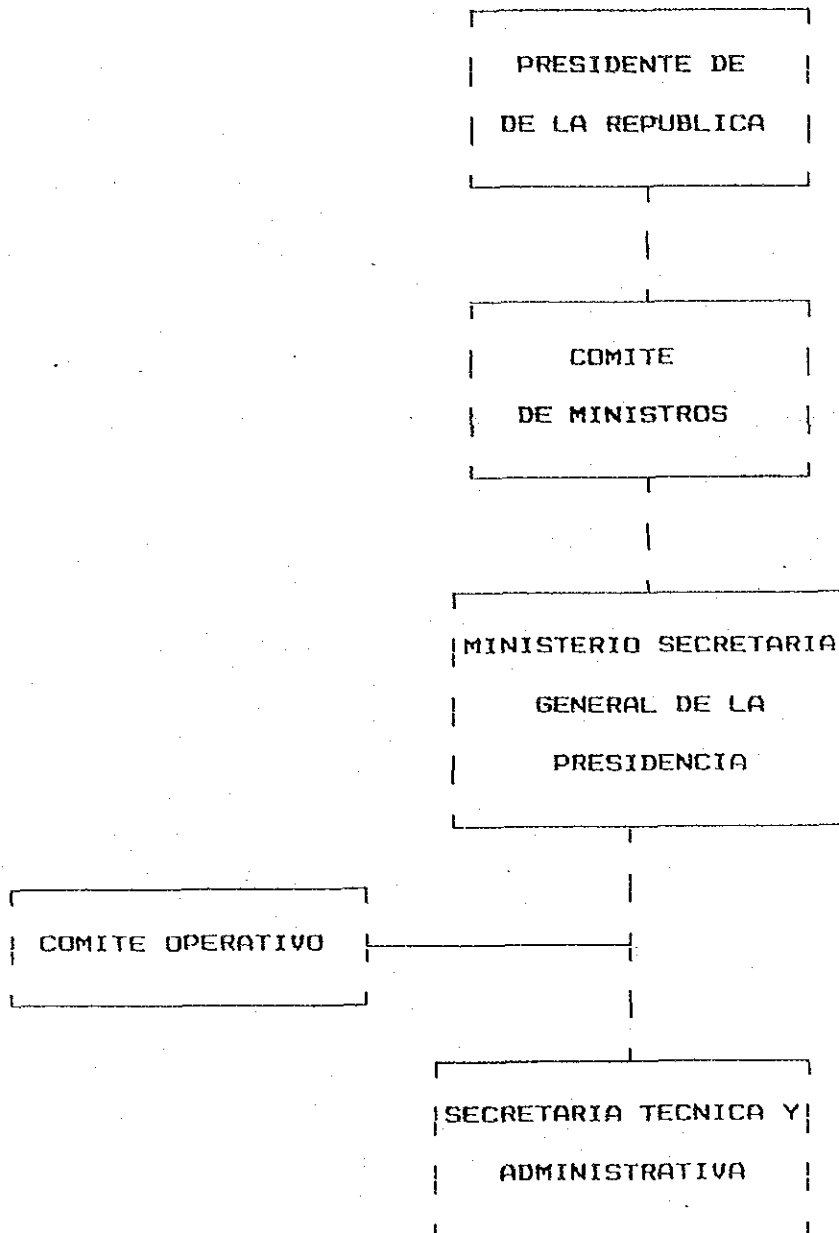 PRESIDENTE DE
DE LA REPUBLICA
COMITE
DE MINISTROS
MINISTERIO SECRETARIA
GENERAL DE LA
PRESIDENCIA
COMITE OPERATIVO
SECRETARIA TECNICA Y
ADMINISTRATIVA